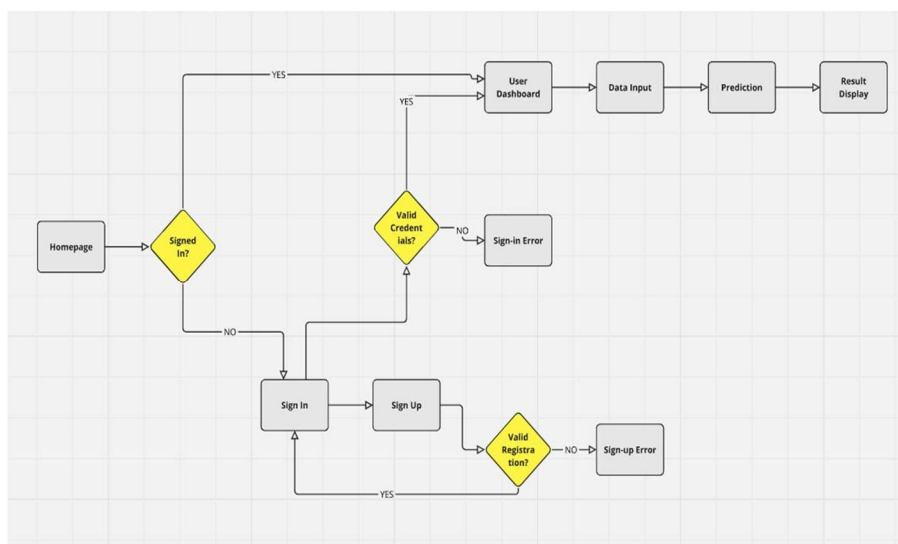 YES
User
Dashboard
Data Input
Prediction
Result
Display
YES
Homepage
Signed
In?
Valid
Credent
ials?
NO
Sign-in Error
NO
Sign In
Sign Up
Valid
Registra
tion?
NO
Sign-up Error
YES